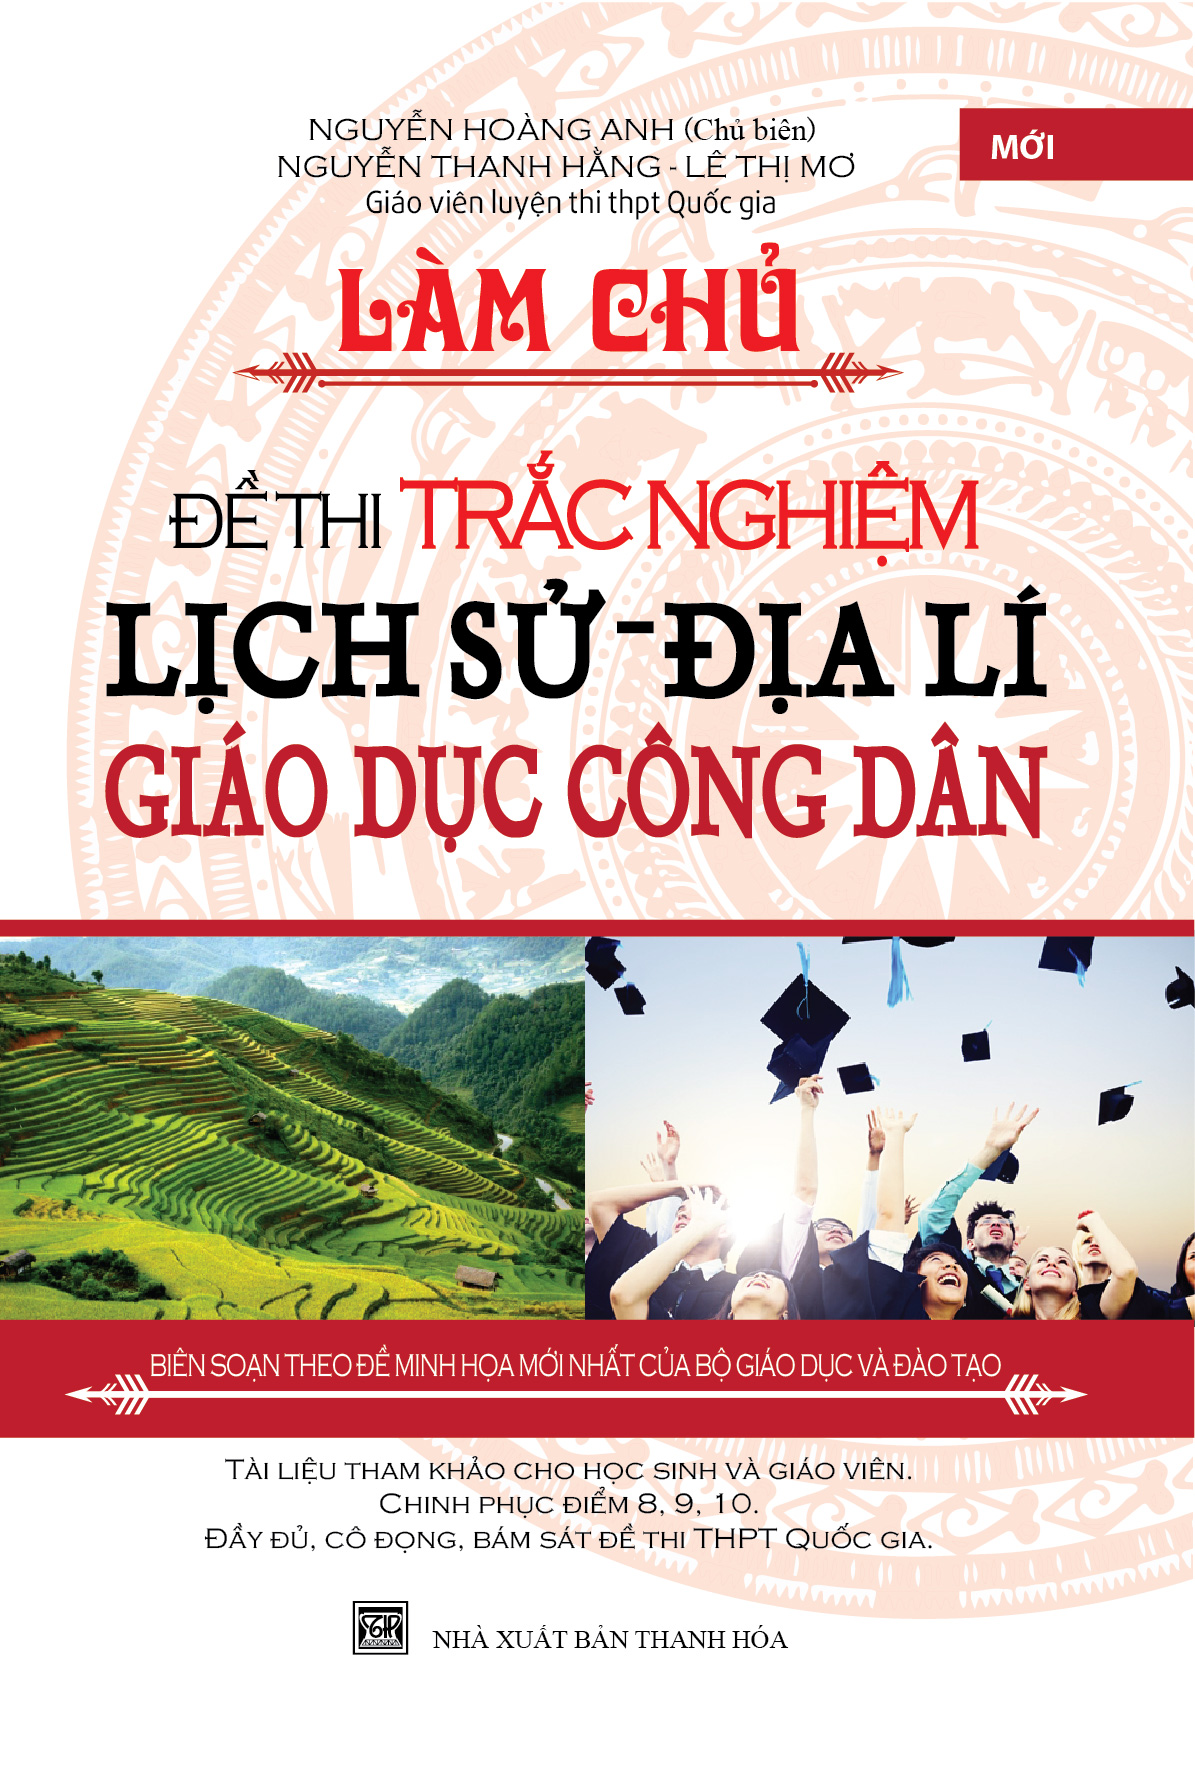 NGUYỄN HOÀNG ANH (Chủ biên)
NGUYỄN THANH HẰNG - LÊ THỊ MƠ
Giáo viên luyện thi thpt Quốc gia
MỚI
LÀM CHỦ
ĐỀ THI TRẮC NGHIỆM
LỊCH SỬ - ĐỊA LÍ
GIÁO DỤC CÔNG DÂN
BIÊN SOẠN THEO ĐỀ MINH HỌA MỚI NHẤT CỦA BỘ GIÁO DỤC VÀ ĐÀO TẠO
TÀI LIỆU THAM KHẢO CHO HỌC SINH VÀ GIÁO VIÊN.
CHINH PHỤC ĐIỂM 8, 9, 10.
ĐẦY ĐỦ, CÔ ĐỌNG, BÁM SÁT ĐỀ THI THPT QUỐC GIA.
NHÀ XUẤT BẢN THANH HÓA